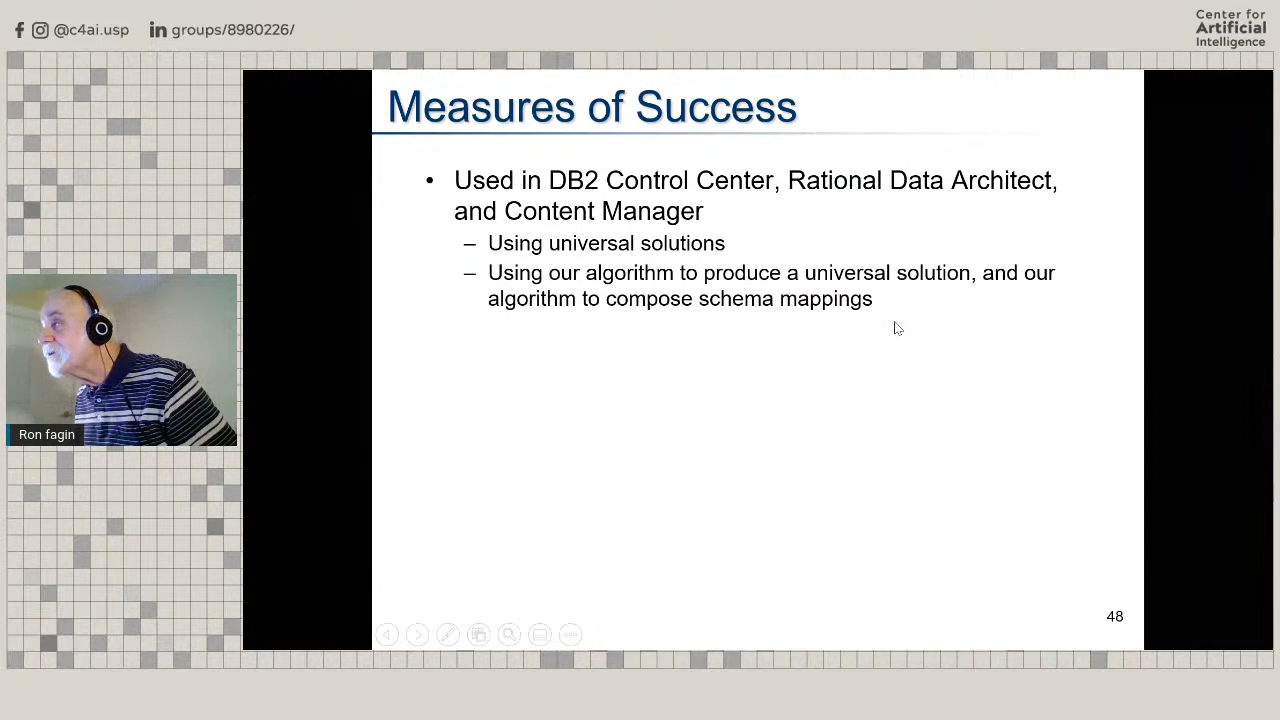 @c4ai.usp in groups/8980226/
Center for
Artificial
Intelligence
Measures of Success
• Used in DB2 Control Center, Rational Data Architect,
and Content Manager
– Using universal solutions
– Using our algorithm to produce a universal solution, and our
algorithm to compose schema mappings
Ron fagin
48